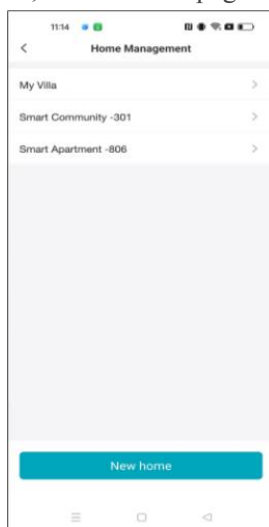 11:14
Home Management
My Villa
Smart Community -301
Smart Apartment -806
New home